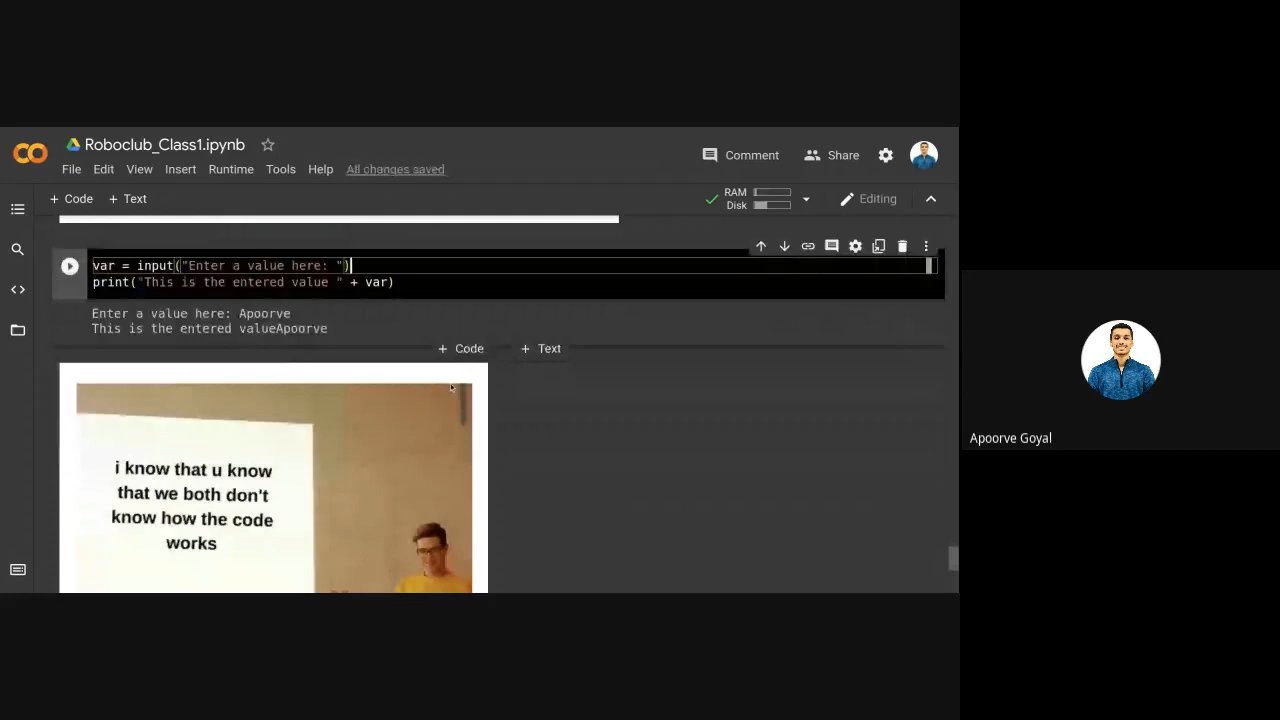 Roboclub_Class1.ipynb
File Edit View Insert Runtime Tools Help All changes saved
Comment Share
+ Code + Text
RAM
Disk
Editing
var = input("Enter a value here: ")
print("This is the entered value " + var)
Enter a value here: Apoorve
This is the entered valueApoorve
+ Code + Text
i know that u know
that we both don't
know how the code
works
Apoorve Goyal